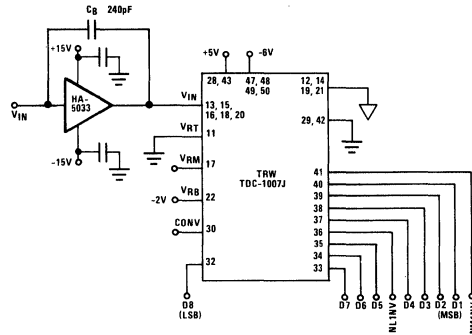 CB 240pF
+15V
HA-
5033
VIN
-15V
+5V
-6V
28, 43
47, 48
49, 50
12, 14
19, 21
VIN
13, 15,
16, 18, 20
29, 42
VRT
11
TRW
TDC-1007J
VRM
17
VRB
-2V
22
CONV
30
32
D8
(LSB)
41
40
39
38
37
36
35
34
33
D7
D6
D5
NL1NV
D4
D3
D2
D1
(MSB)